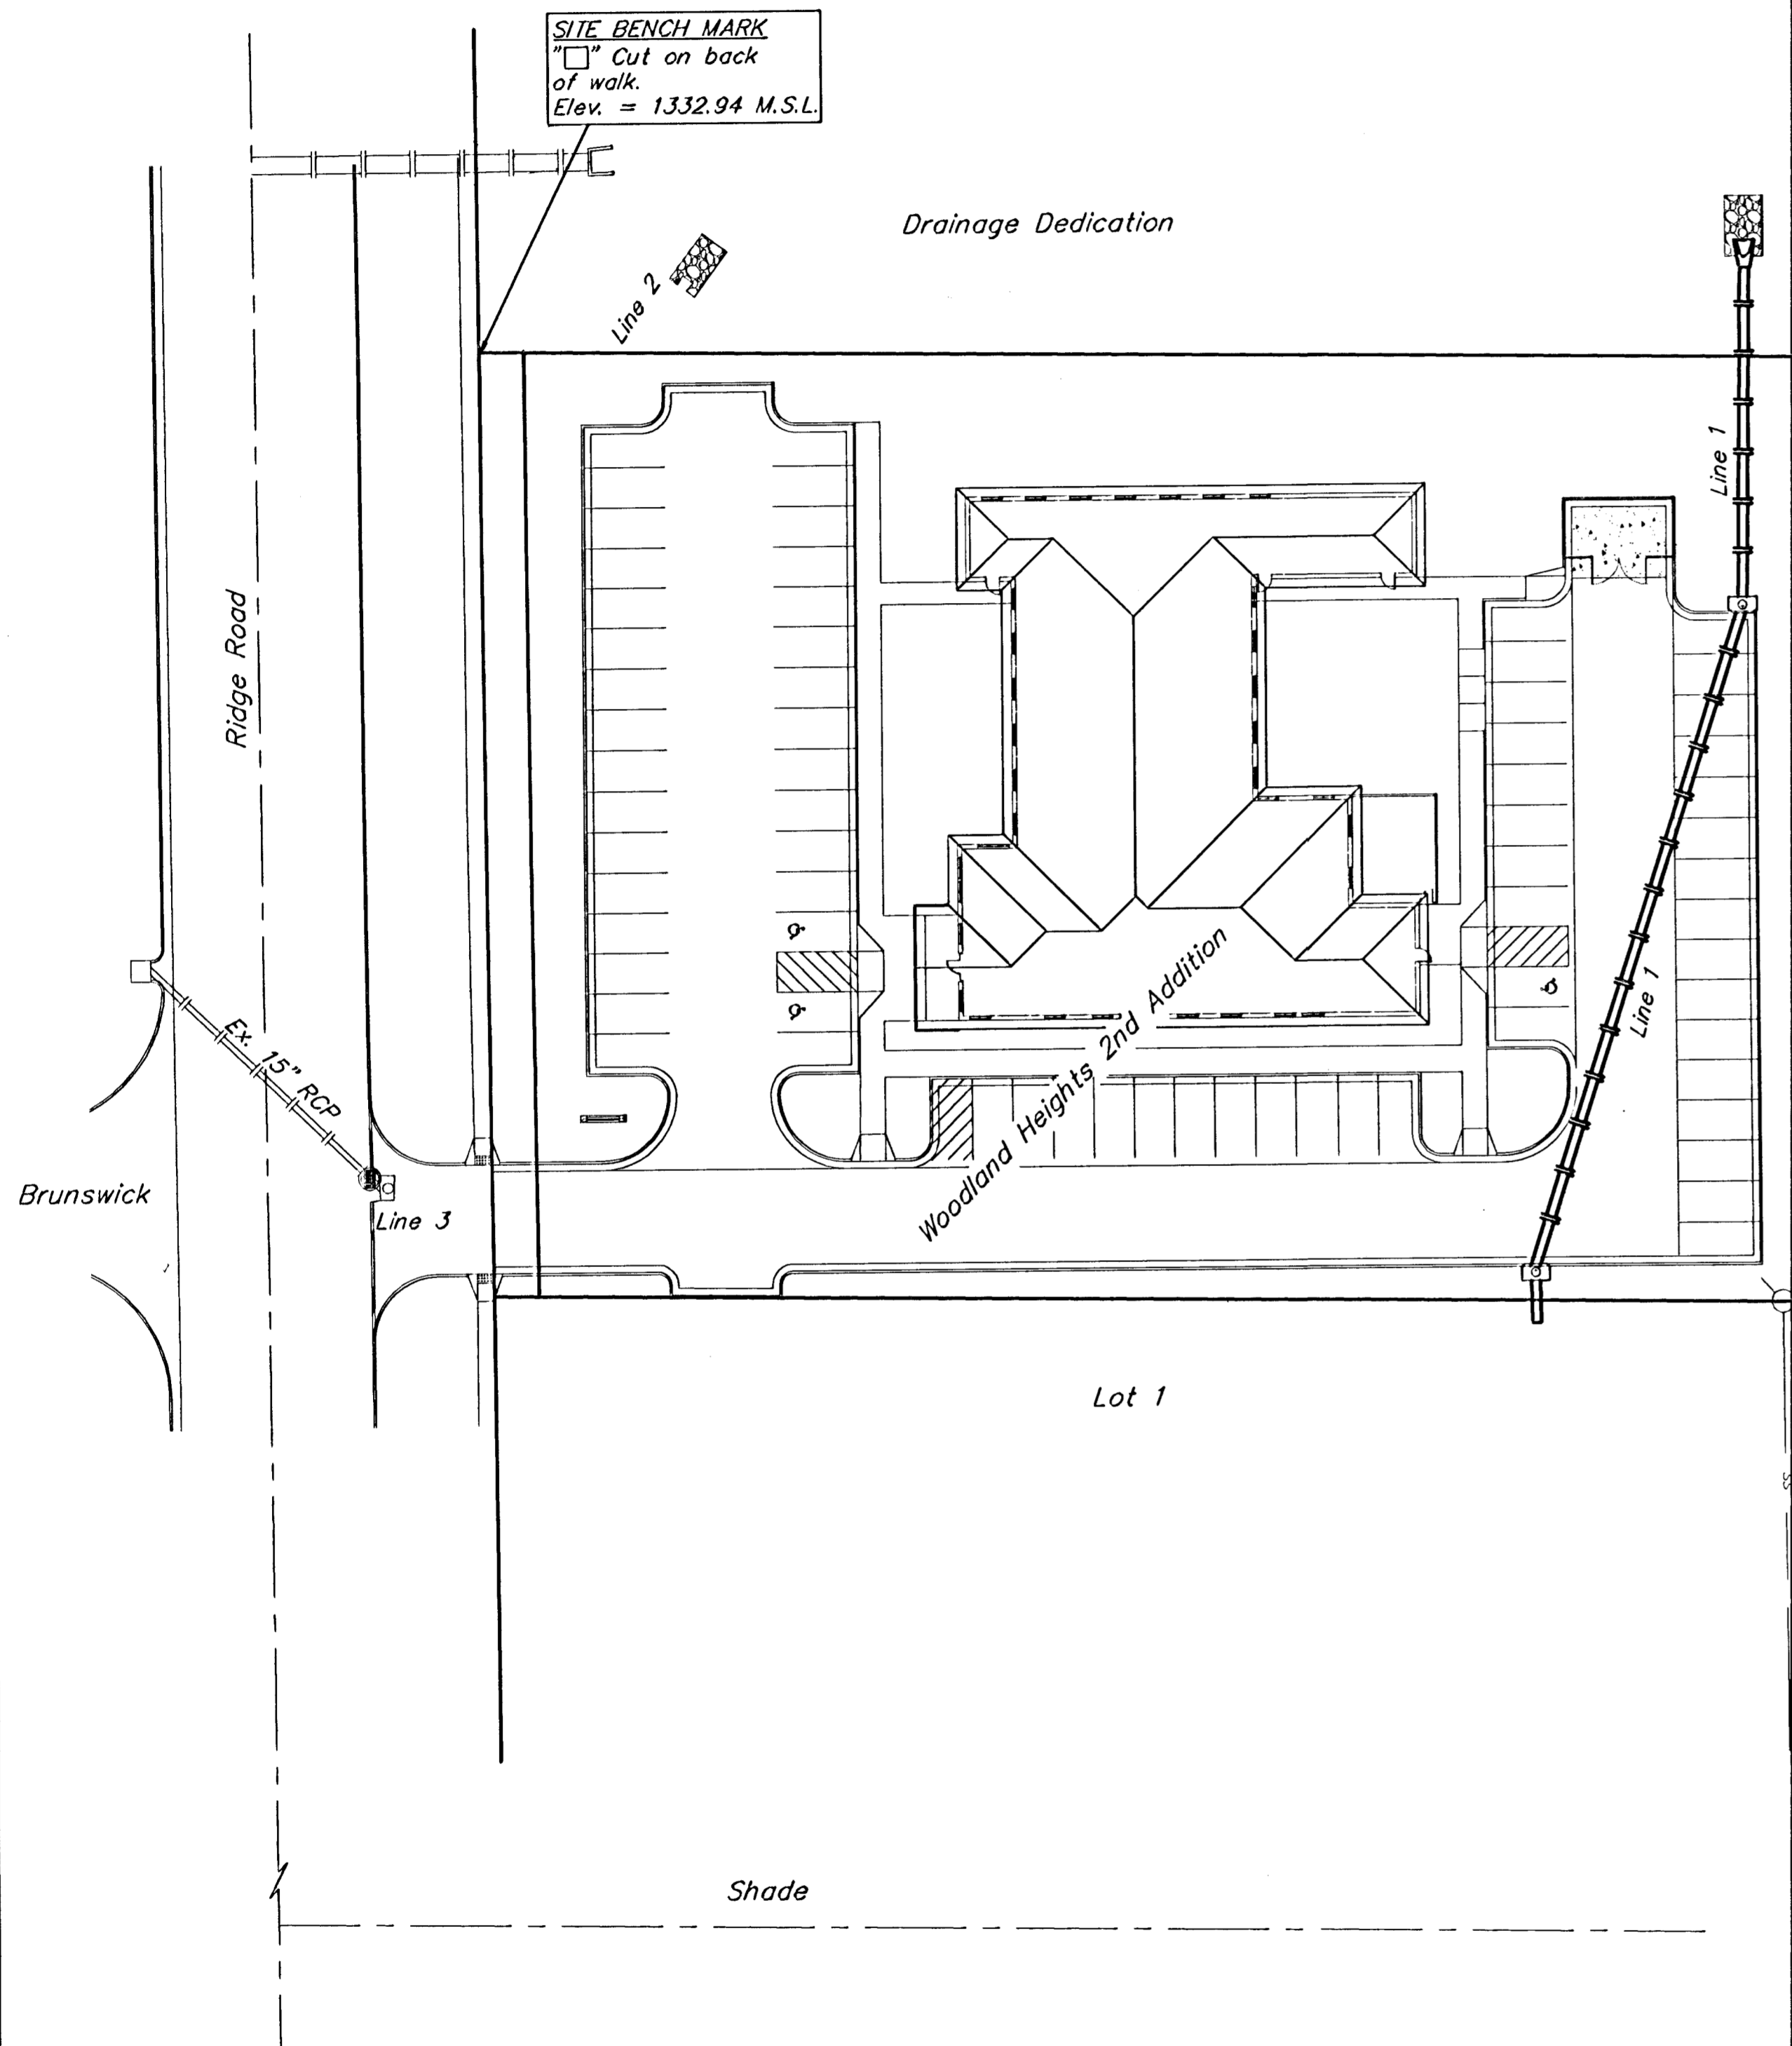 SITE BENCH MARK
"□" Cut on back
of walk.
Elev. = 1332.94 M.S.L.
Drainage Dedication
Line 2
Line 1
Ridge Road
Woodland Heights 2nd Addition
Line 1
Ex. 15" RCP
Brunswick
Line 3
Lot 1
SS
Shade